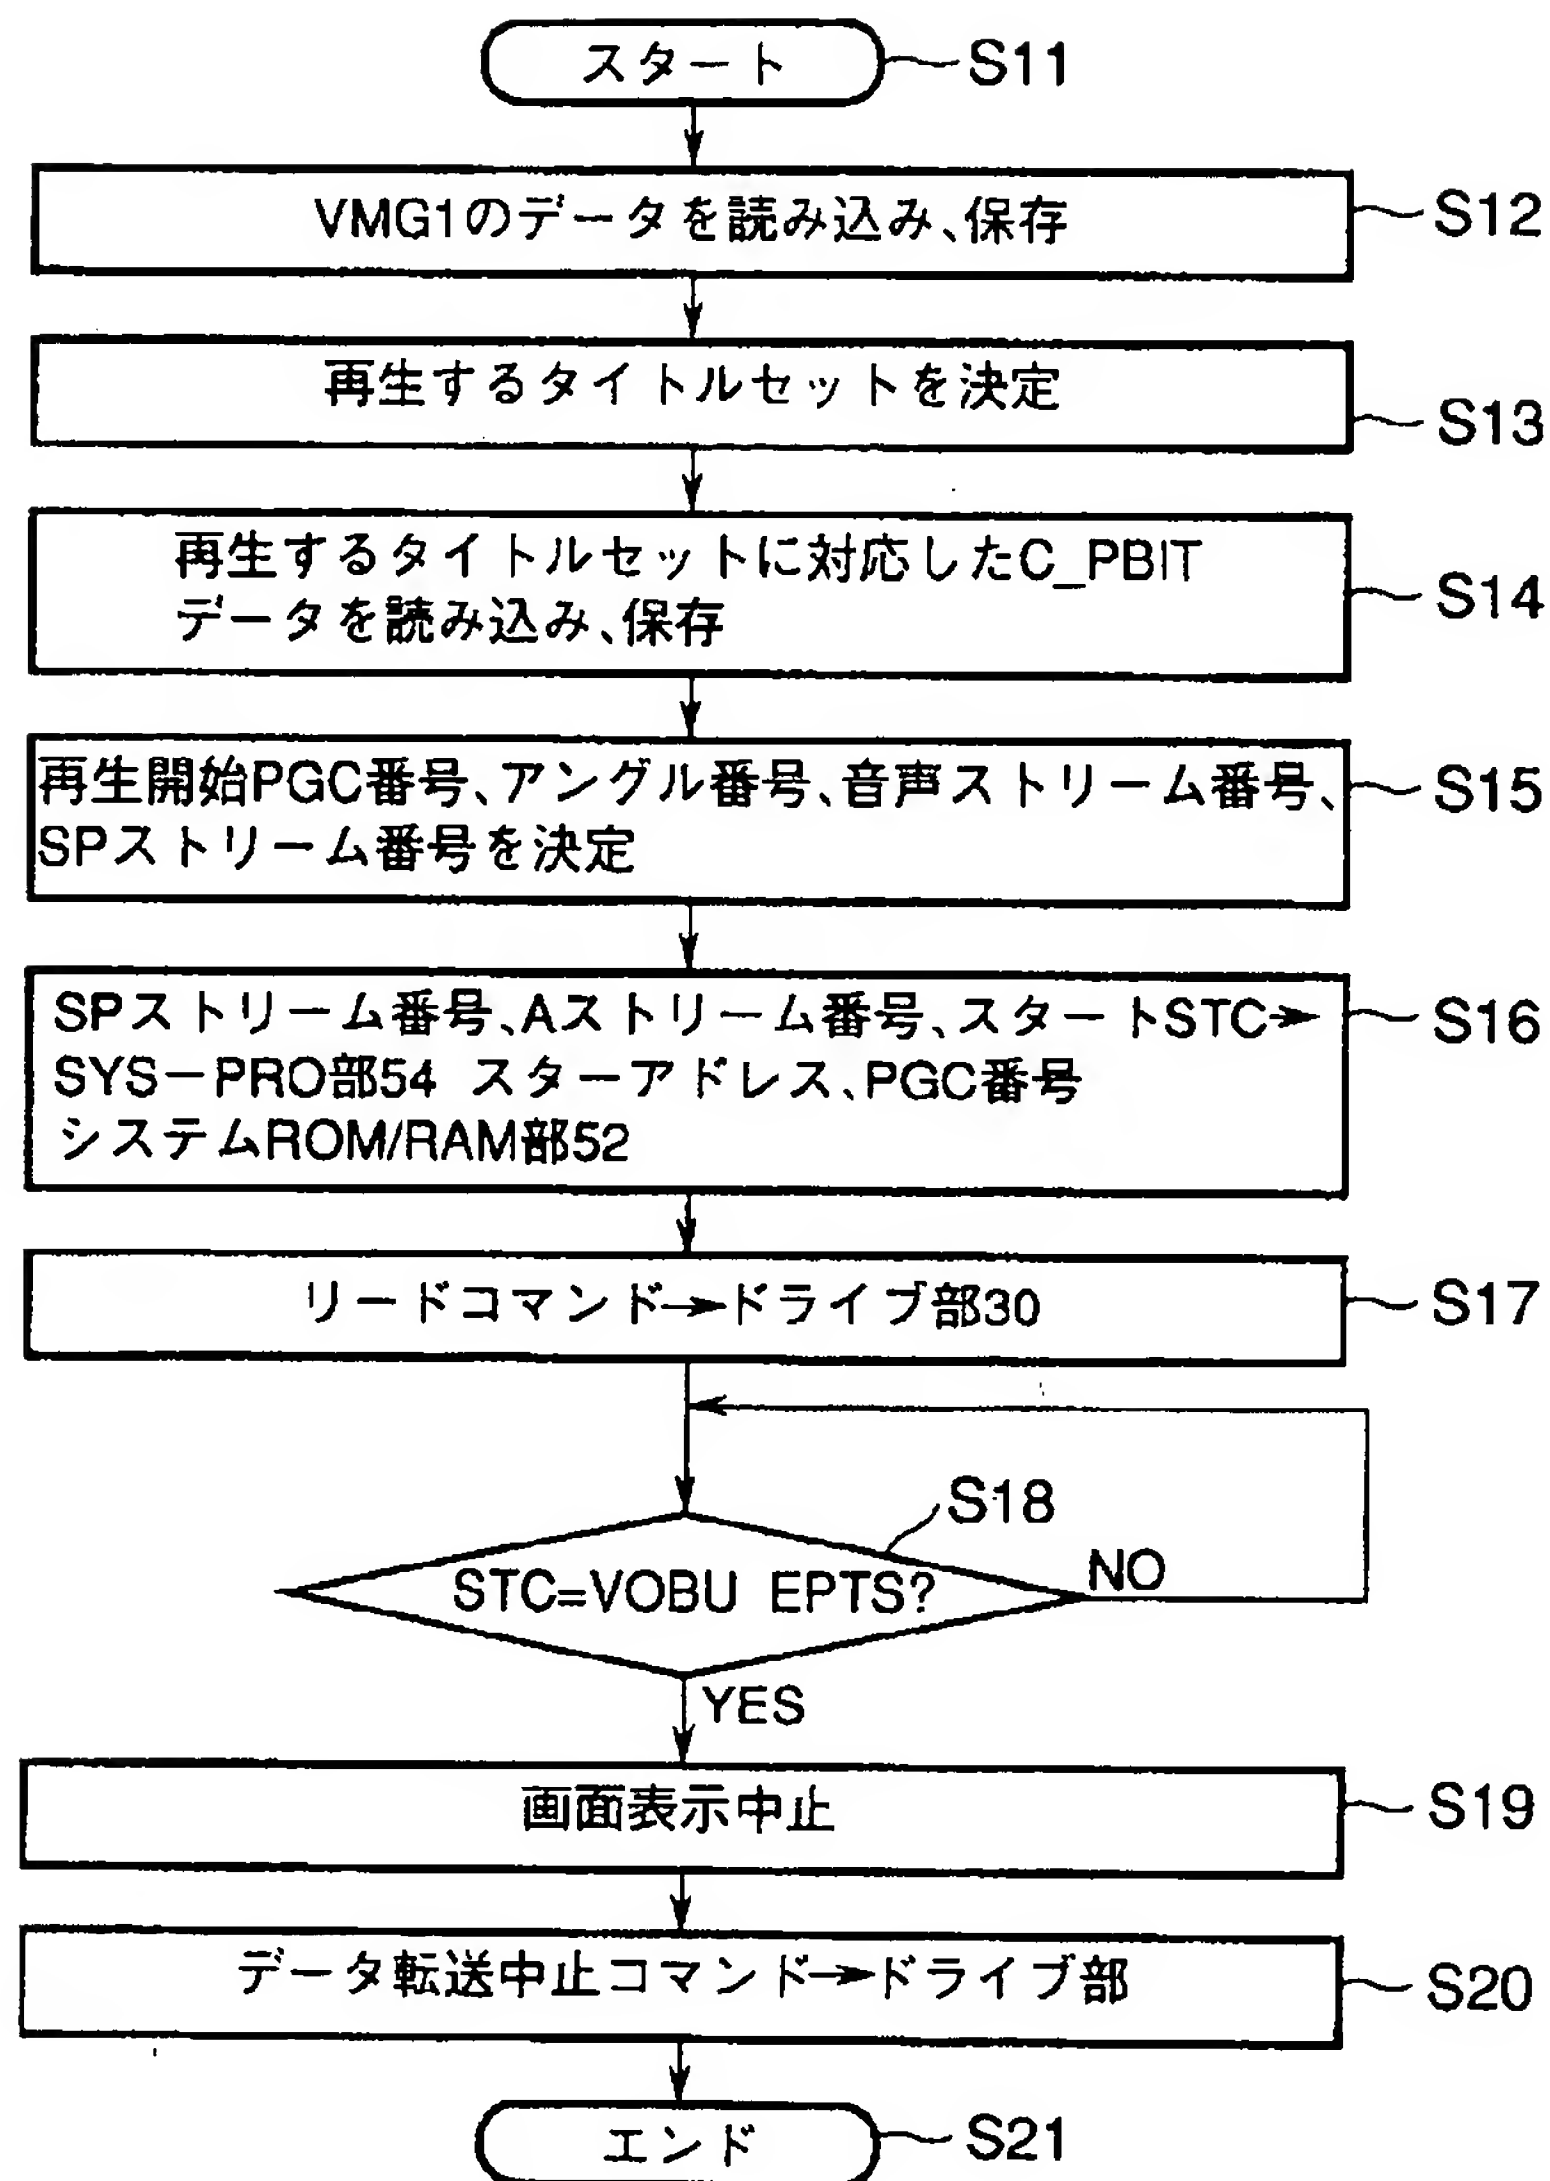 スタート S11
VMG1のデータを読み込み、保存 S12
再生するタイトルセットを決定 S13
再生するタイトルセットに対応したC_PBIT
データを読み込み、保存 S14
再生開始PGC番号、アングル番号、音声ストリーム番号、 S15
SPストリーム番号を決定
SPストリーム番号、Aストリーム番号、スタートSTC→ S16
SYS－PRO部54 スターアドレス、PGC番号
システムROM/RAM部52
リードコマンド→ドライブ部30 S17
S18
STC=VOBU EPTS? NO
YES
画面表示中止 S19
データ転送中止コマンド→ドライブ部 S20
エンド S21